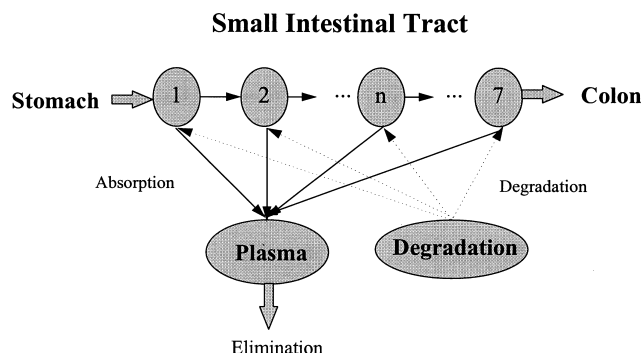 Small Intestinal Tract
Stomach 1 2 ... n ... 7 Colon
Absorption Degradation
Plasma Degradation
Elimination